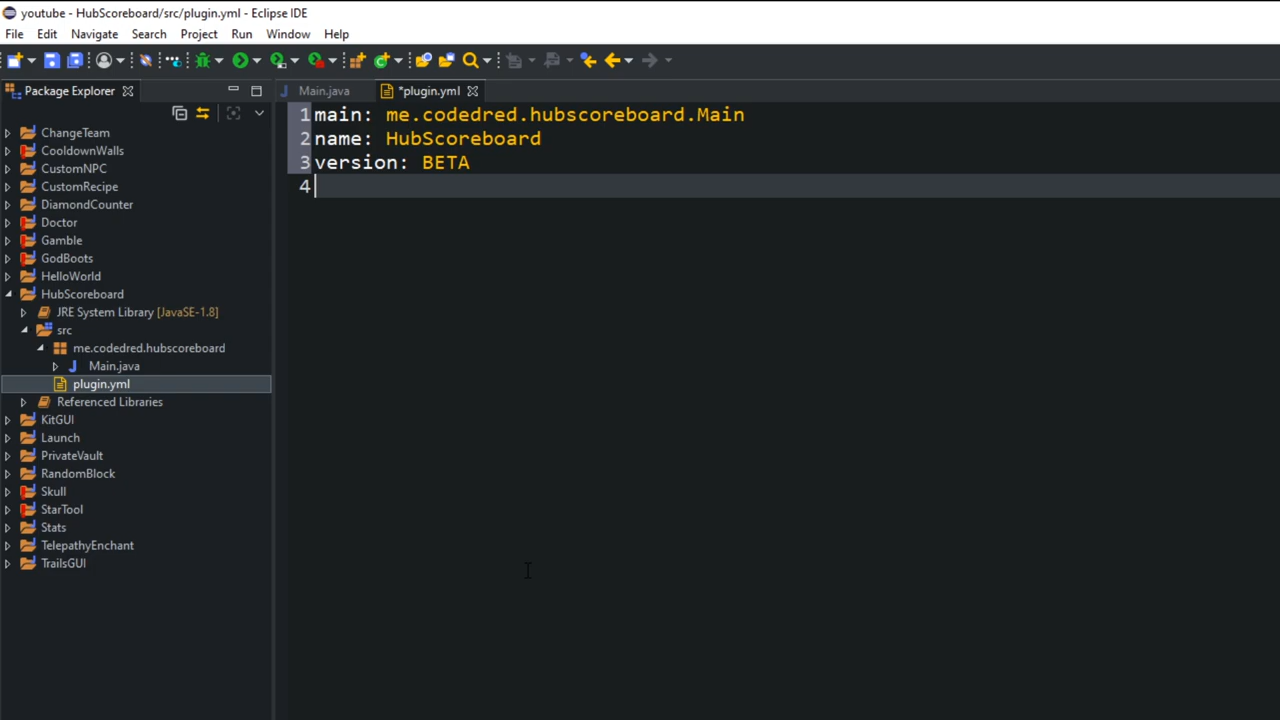 youtube - HubScoreboard/src/plugin.yml - Eclipse IDE
File Edit Navigate Search Project Run Window Help
Package Explorer
Main.java
*plugin.yml
ChangeTeam
CooldownWalls
CustomNPC
CustomRecipe
DiamondCounter
Doctor
Gamble
GodBoots
HelloWorld
HubScoreboard
JRE System Library [JavaSE-1.8]
src
me.codedred.hubscoreboard
Main.java
plugin.yml
Referenced Libraries
KitGUI
Launch
PrivateVault
RandomBlock
Skull
StarTool
Stats
TelepathyEnchant
TrailsGUI
1 main: me.codedred.hubscoreboard.Main
2 name: HubScoreboard
3 version: BETA
4